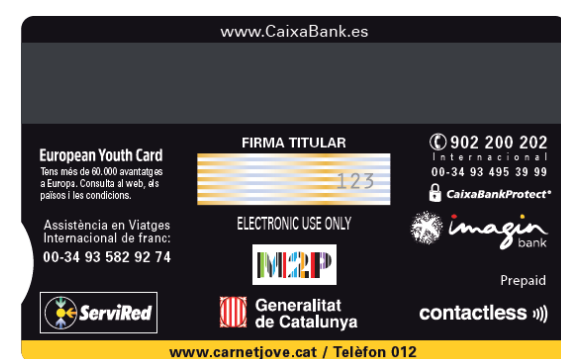 www.CaixaBank.es
European Youth Card
Tens més de 60.000 avantatges
a Europa. Consulta al web, els
països i les condicions.
Assistència en Viatges
Internacional de franc:
00-34 93 582 92 74
ServiRed
FIRMA TITULAR
123
ELECTRONIC USE ONLY
M2P
Generalitat
de Catalunya
902 200 202
Internacional
00-34 93 495 39 99
CaixaBankProtect®
imagin
bank
Prepaid
contactless
www.carnetjove.cat / Telèfon 012